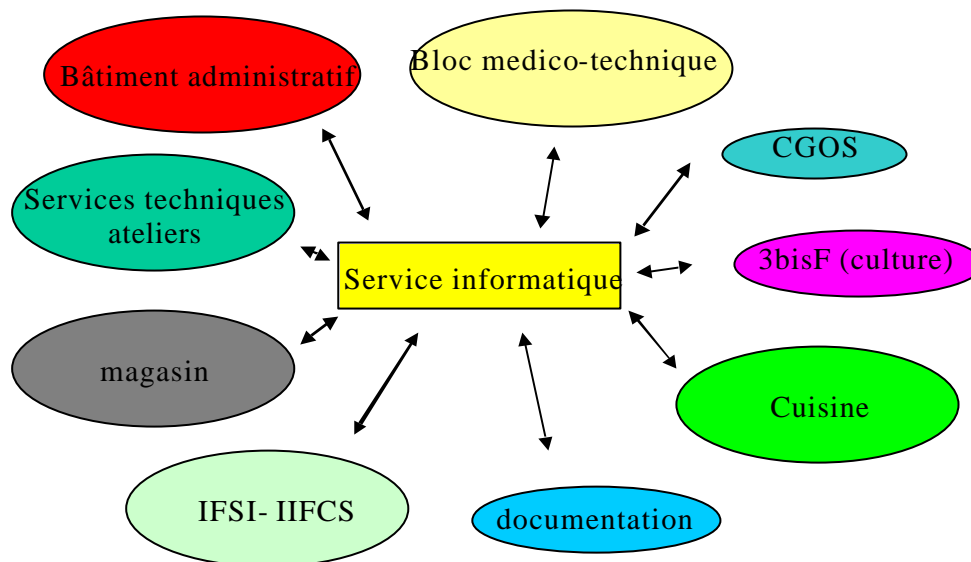 Bâtiment administratif
Bloc medico-technique
CGOS
Services techniques
ateliers
3bisF (culture)
Service informatique
magasin
Cuisine
IFSI- IIFCS
documentation